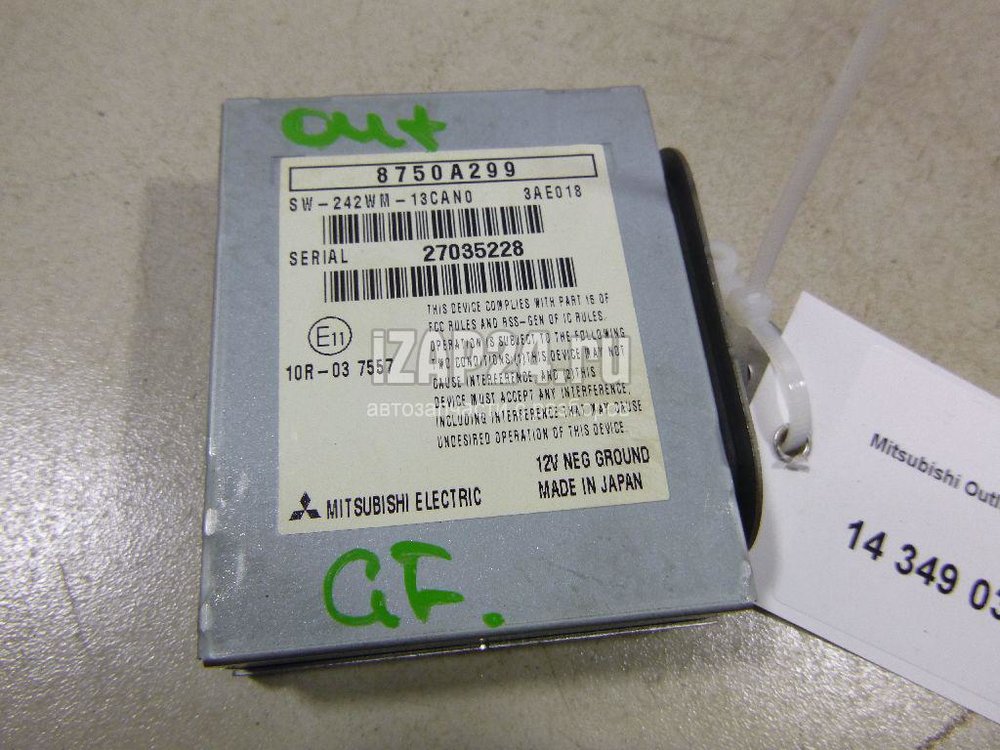 out
8750A299
SW-242WM-13CAN0 3AE018
SERIAL 27035228
THIS DEVICE COMPLIES WITH PART 15 OF
FCC RULES AND RSS-GEN OF IC RULES.
OPERATION IS SUBJECT TO THE FOLLOWING
TWO CONDITIONS:(1)THIS DEVICE MAY NOT
CAUSE INTERFERENCE, AND (2)THIS
DEVICE MUST ACCEPT ANY INTERFERENCE,
INCLUDING INTERFERENCE THAT MAY CAUSE
UNDESIRED OPERATION OF THIS DEVICE.
E11
10R-03 7557
iZAP24.ru
12V NEG GROUND
MADE IN JAPAN
MITSUBISHI ELECTRIC
GF.
Mitsubishi Outl
14 349 03